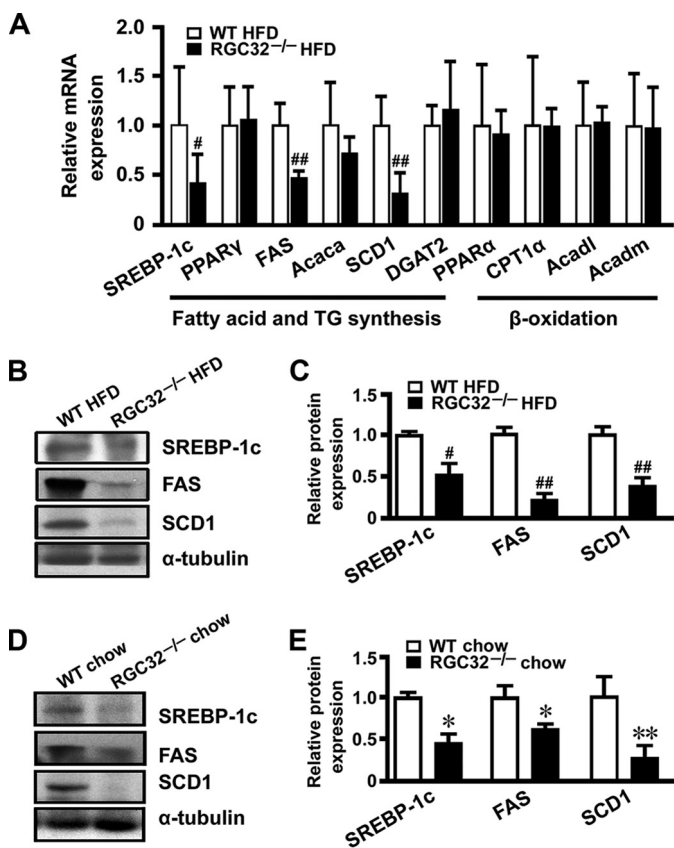 A
WT HFD
RGC32−/− HFD
Relative mRNA
expression
2.0
1.5
1.0
0.5
0
#
##
##
SREBP-1c
PPARγ
FAS
Acaca
SCD1
DGAT2
PPARα
CPT1α
Acadl
Acadm
Fatty acid and TG synthesis
β-oxidation
B
WT HFD
RGC32−/− HFD
SREBP-1c
FAS
SCD1
α-tubulin
C
WT HFD
RGC32−/− HFD
Relative protein
expression
1.5
1.0
0.5
0
#
##
##
SREBP-1c
FAS
SCD1
D
WT chow
RGC32−/− chow
SREBP-1c
FAS
SCD1
α-tubulin
E
WT chow
RGC32−/− chow
Relative protein
expression
1.5
1.0
0.5
0
*
*
**
SREBP-1c
FAS
SCD1